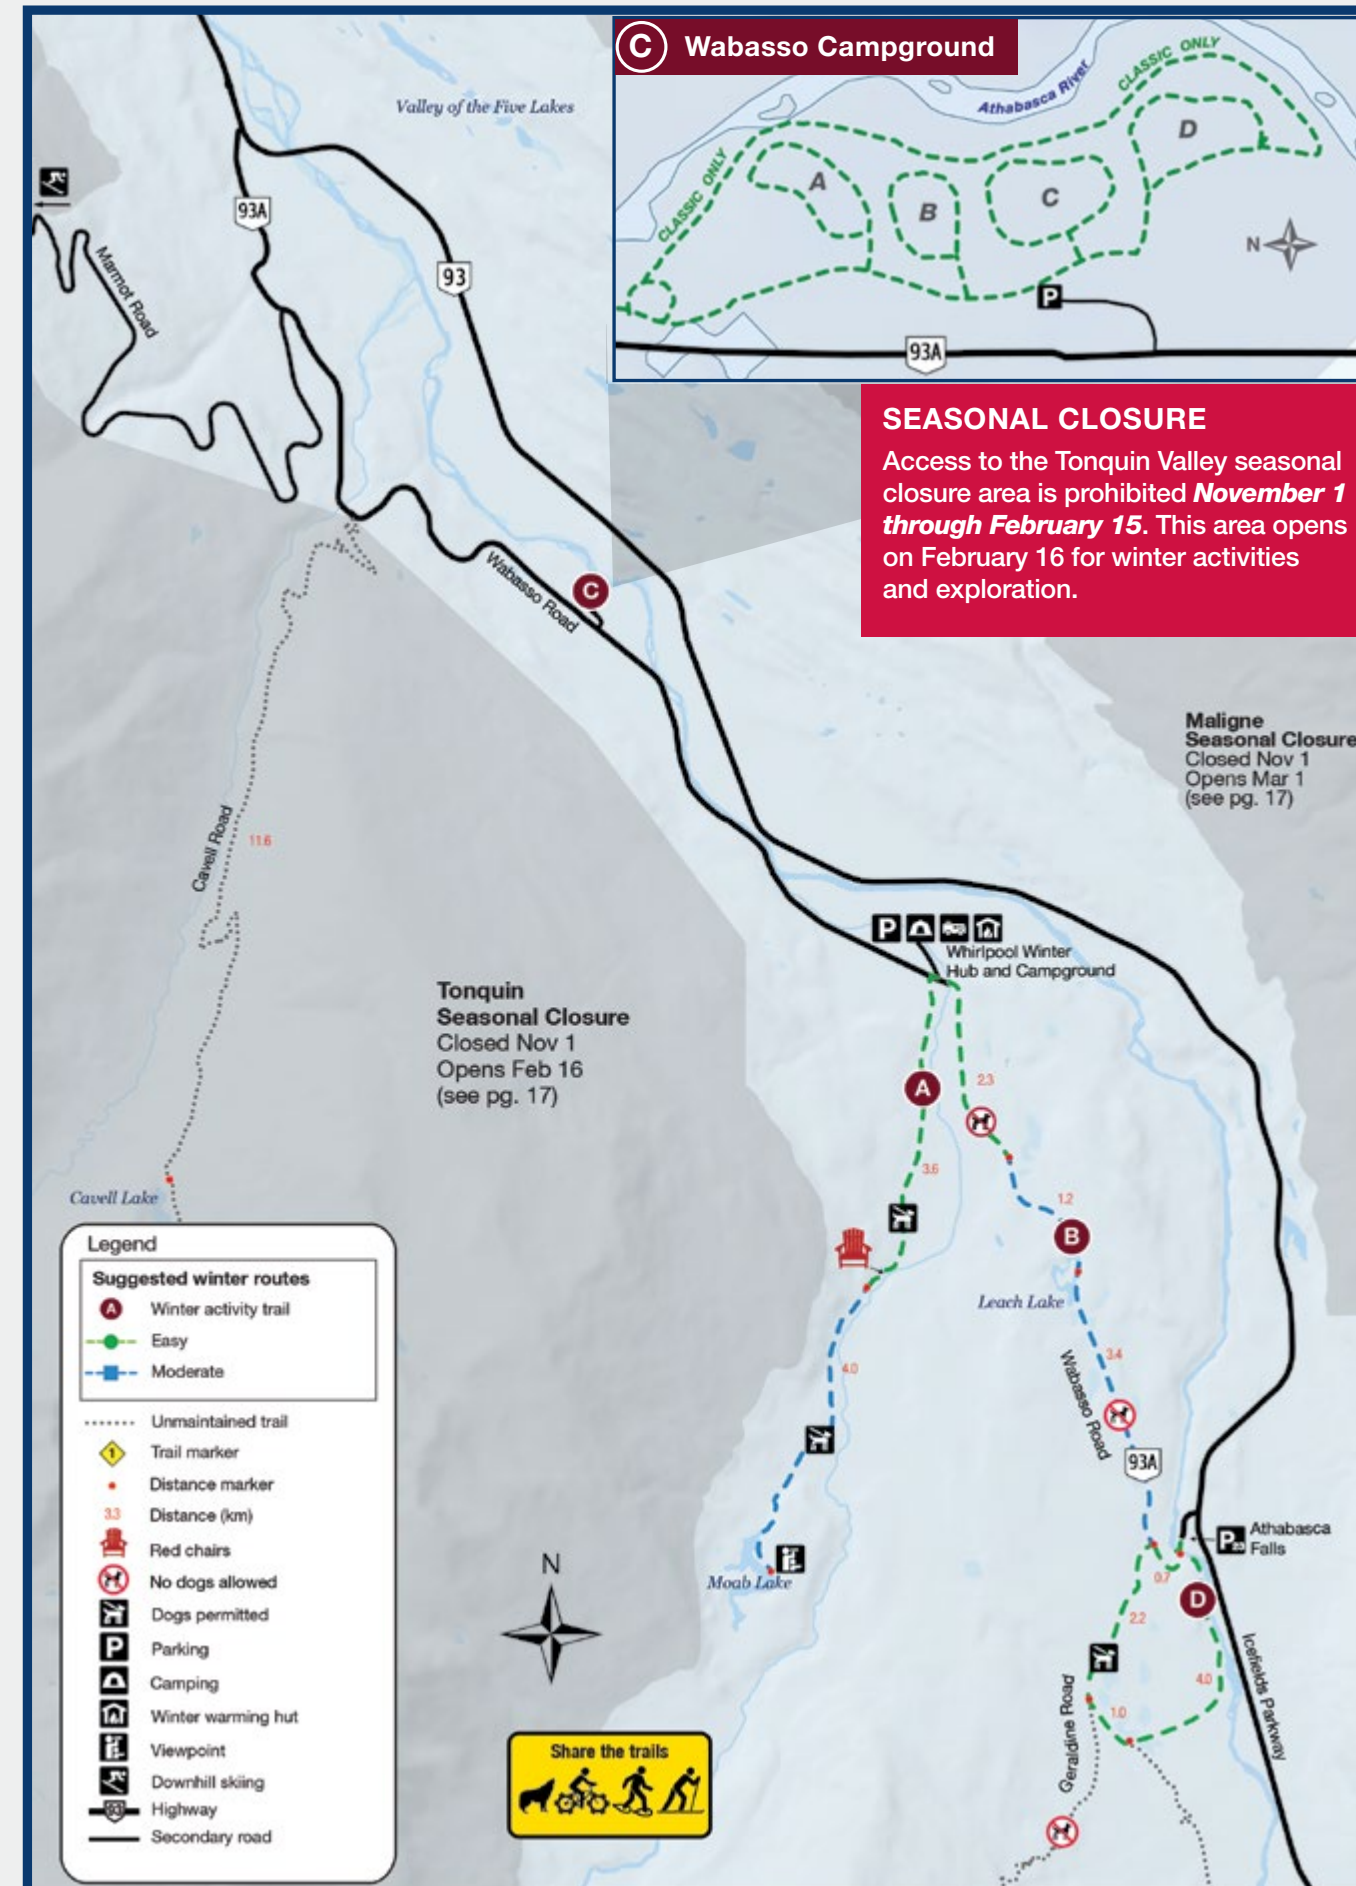 C Wabasso Campground
CLASSIC ONLY
Athabasca River
CLASSIC ONLY
A
B
C
D
N
P
93A
Valley of the Five Lakes
93A
93
Marmot Road
SEASONAL CLOSURE
Access to the Tonquin Valley seasonal
closure area is prohibited November 1
through February 15. This area opens
on February 16 for winter activities
and exploration.
Wabasso Road
C
Maligne
Seasonal Closure
Closed Nov 1
Opens Mar 1
(see pg. 17)
Cavell Road
11.6
P
Whirlpool Winter
Hub and Campground
Tonquin
Seasonal Closure
Closed Nov 1
Opens Feb 16
(see pg. 17)
A
2.3
3.6
1.2
B
Cavell Lake
Leach Lake
3.4
4.0
Wabasso Road
93A
Moab Lake
P
Athabasca
Falls
0.7
D
2.2
4.0
1.0
Geraldine Road
Icefields Parkway
N
Share the trails
Legend
Suggested winter routes
A Winter activity trail
Easy
Moderate
Unmaintained trail
1 Trail marker
Distance marker
3.3 Distance (km)
Red chairs
No dogs allowed
Dogs permitted
P Parking
Camping
Winter warming hut
Viewpoint
Downhill skiing
93 Highway
Secondary road